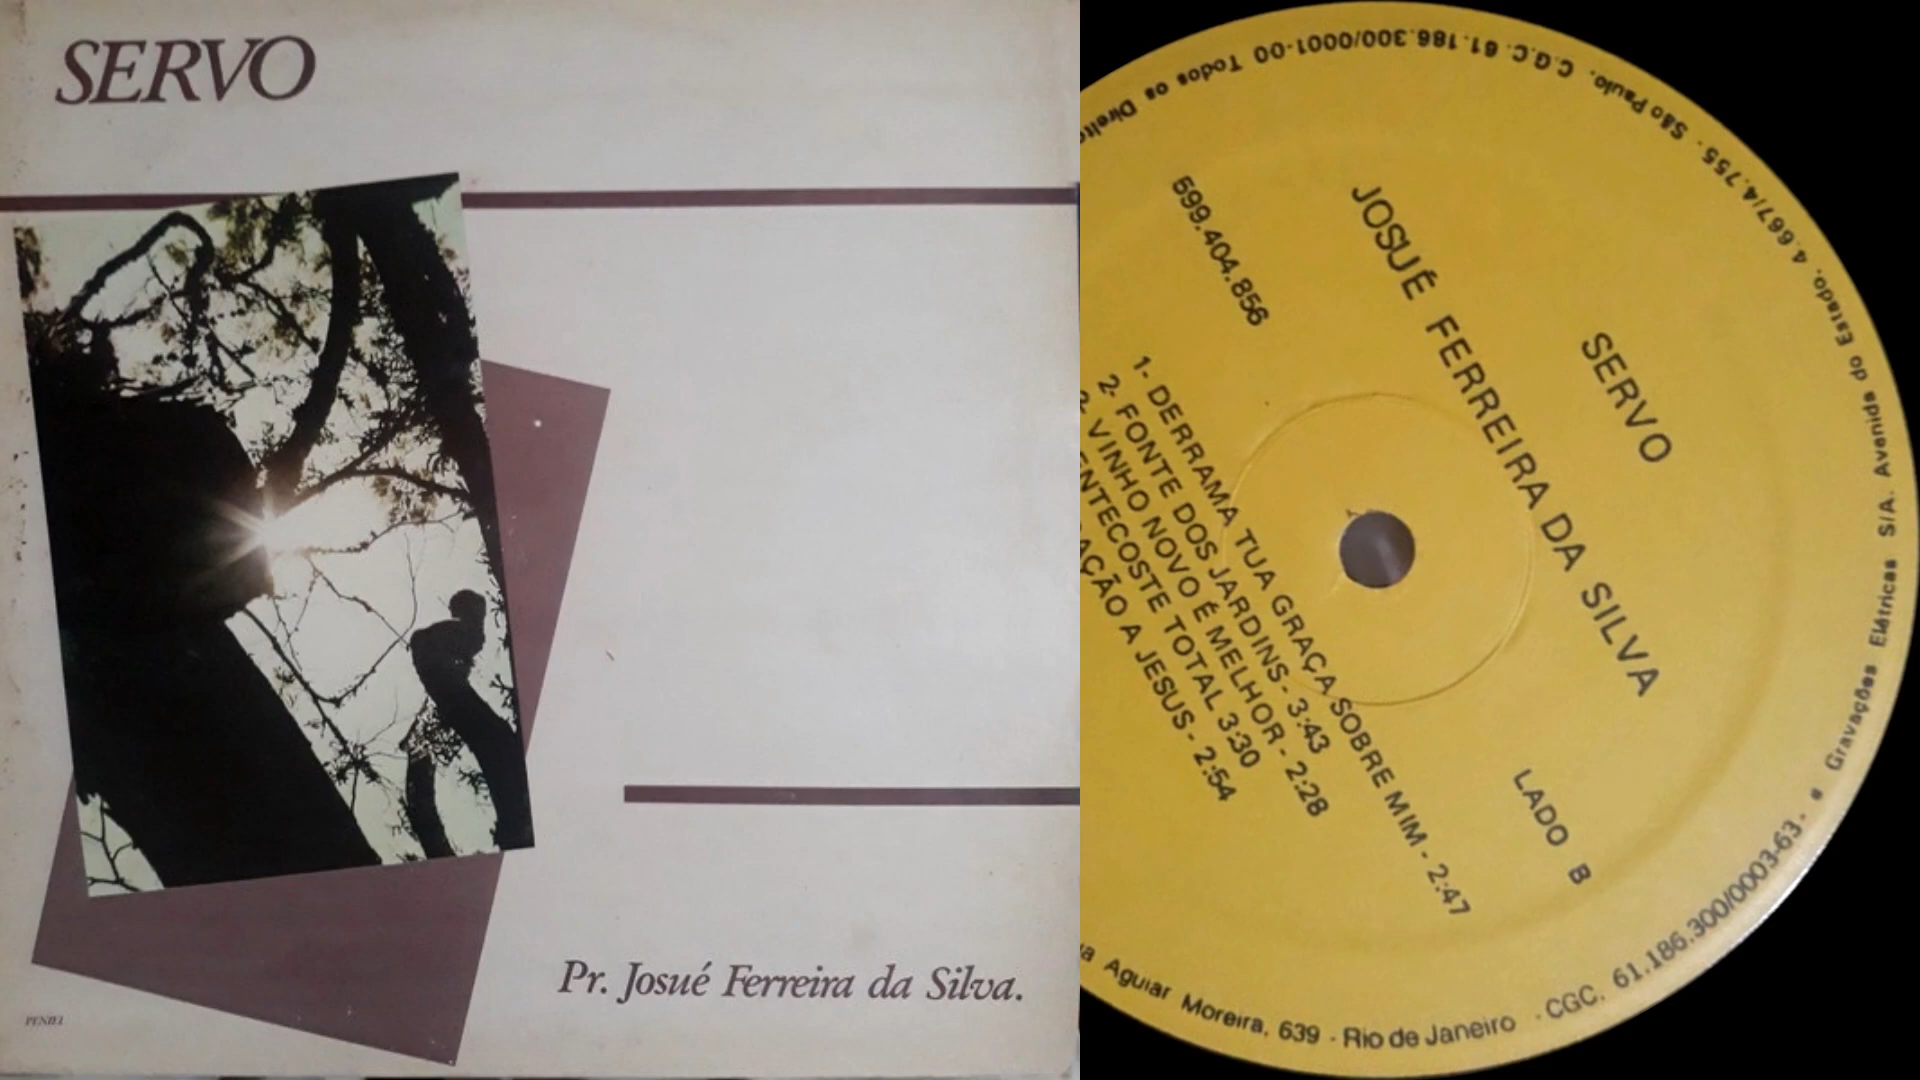 SERVO
Pr. Josué Ferreira da Silva.
PENIEL
SERVO
LADO B
JOSUÉ FERREIRA DA SILVA
599.404.856
1- DERRAMA TUA GRAÇA SOBRE MIM - 2:47
2- FONTE DOS JARDINS - 3:43
VINHO NOVO É MELHOR - 2:28
TOTAL 3:30
A JESUS - 2:54
Gravações Elétricas S/A. Avenida do Estado, 4.667/4.755 - São Paulo. C.G.C. 61.186.300/0001-00 Todos os
Aguiar Moreira, 639 - Rio de Janeiro - CGC. 61.186.300/0003-63. e